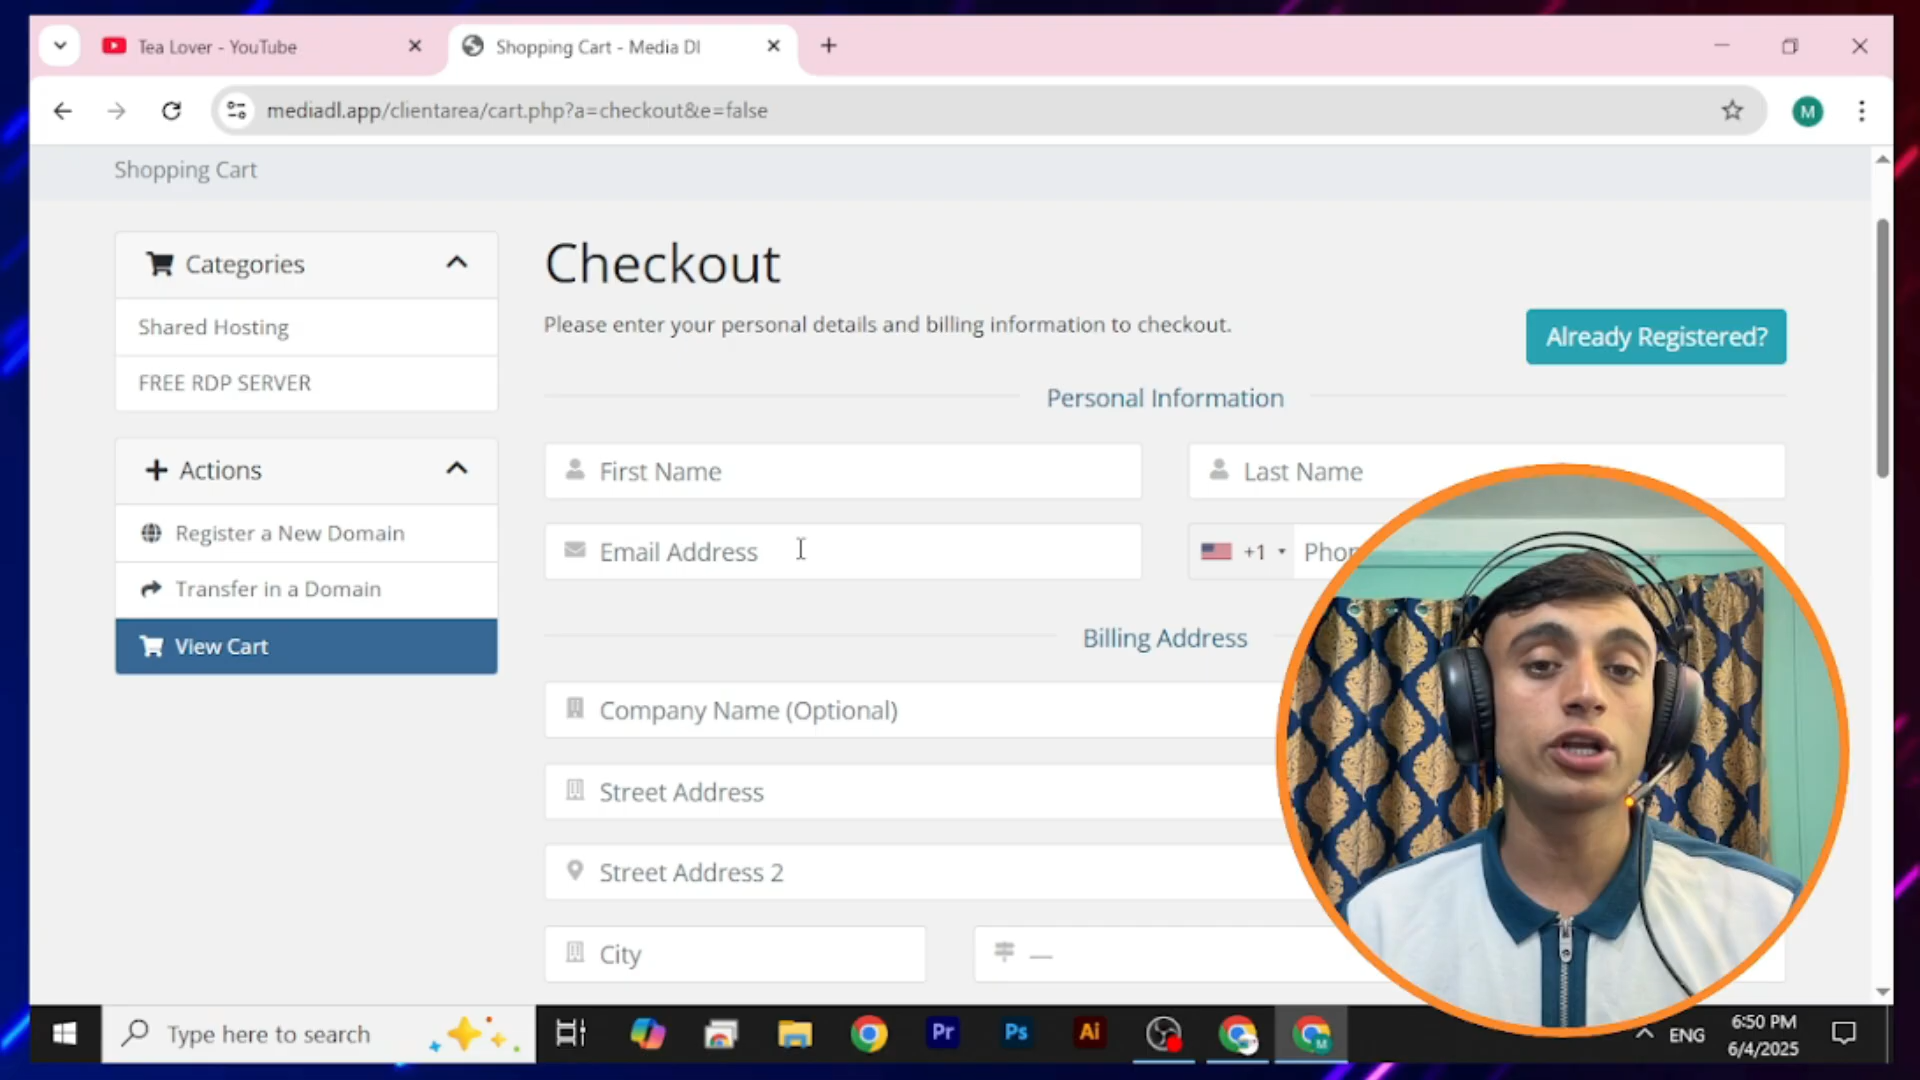 Tea Lover - YouTube
Shopping Cart - Media Dl
mediadl.app/clientarea/cart.php?a=checkout&e=false
M
Shopping Cart
Categories
Shared Hosting
FREE RDP SERVER
Actions
Register a New Domain
Transfer in a Domain
View Cart
Checkout
Please enter your personal details and billing information to checkout.
Already Registered?
Personal Information
First Name
Last Name
Email Address
+1
Billing Address
Company Name (Optional)
Street Address
Street Address 2
City
—
Type here to search
Pr
Ps
Ai
M
ENG
6:50 PM
6/4/2025